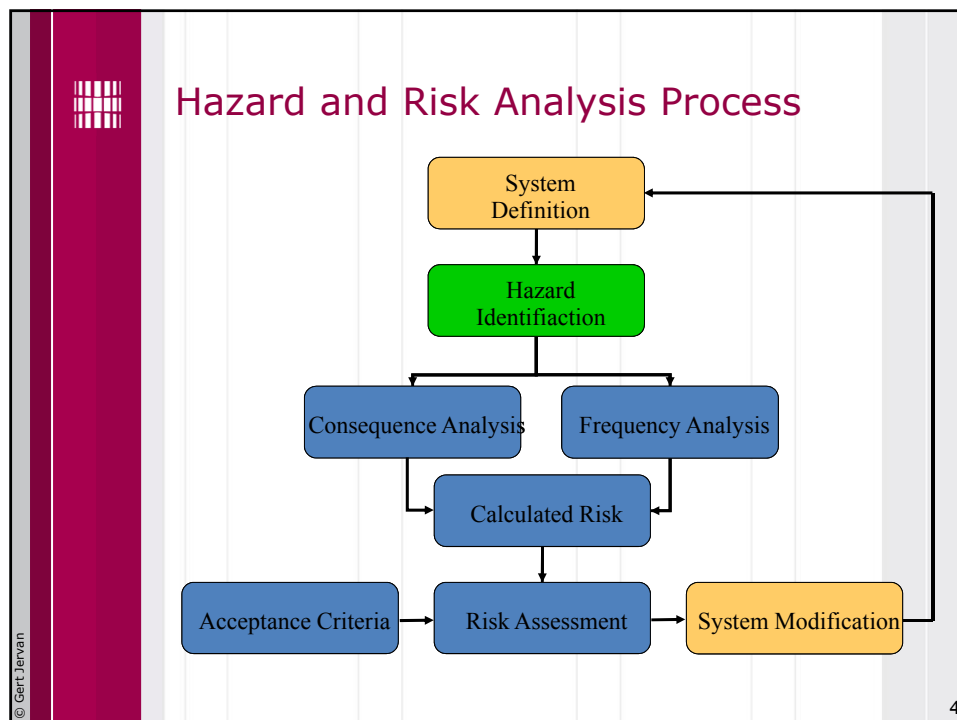 Hazard and Risk Analysis Process
System
Definition
Hazard
Identifiaction
Consequence Analysis
Frequency Analysis
Calculated Risk
Acceptance Criteria
Risk Assessment
System Modification
© Gert Jervan
4